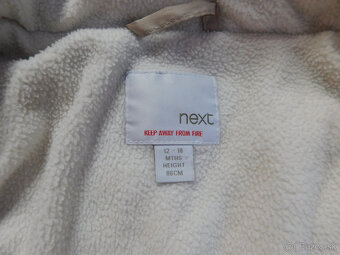 next
KEEP AWAY FROM FIRE
12 - 18
MTHS
HEIGHT
86CM